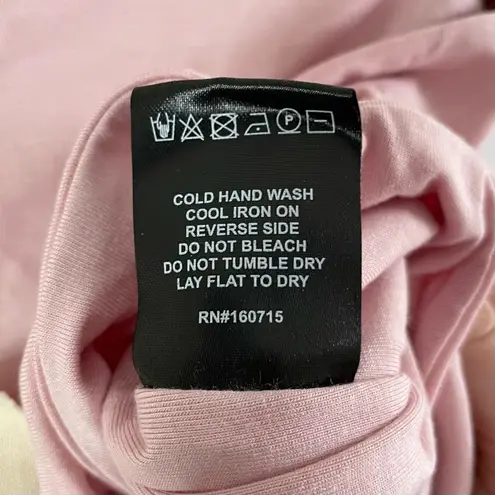 P
COLD HAND WASH
COOL IRON ON
REVERSE SIDE
DO NOT BLEACH
DO NOT TUMBLE DRY
LAY FLAT TO DRY
RN#160715